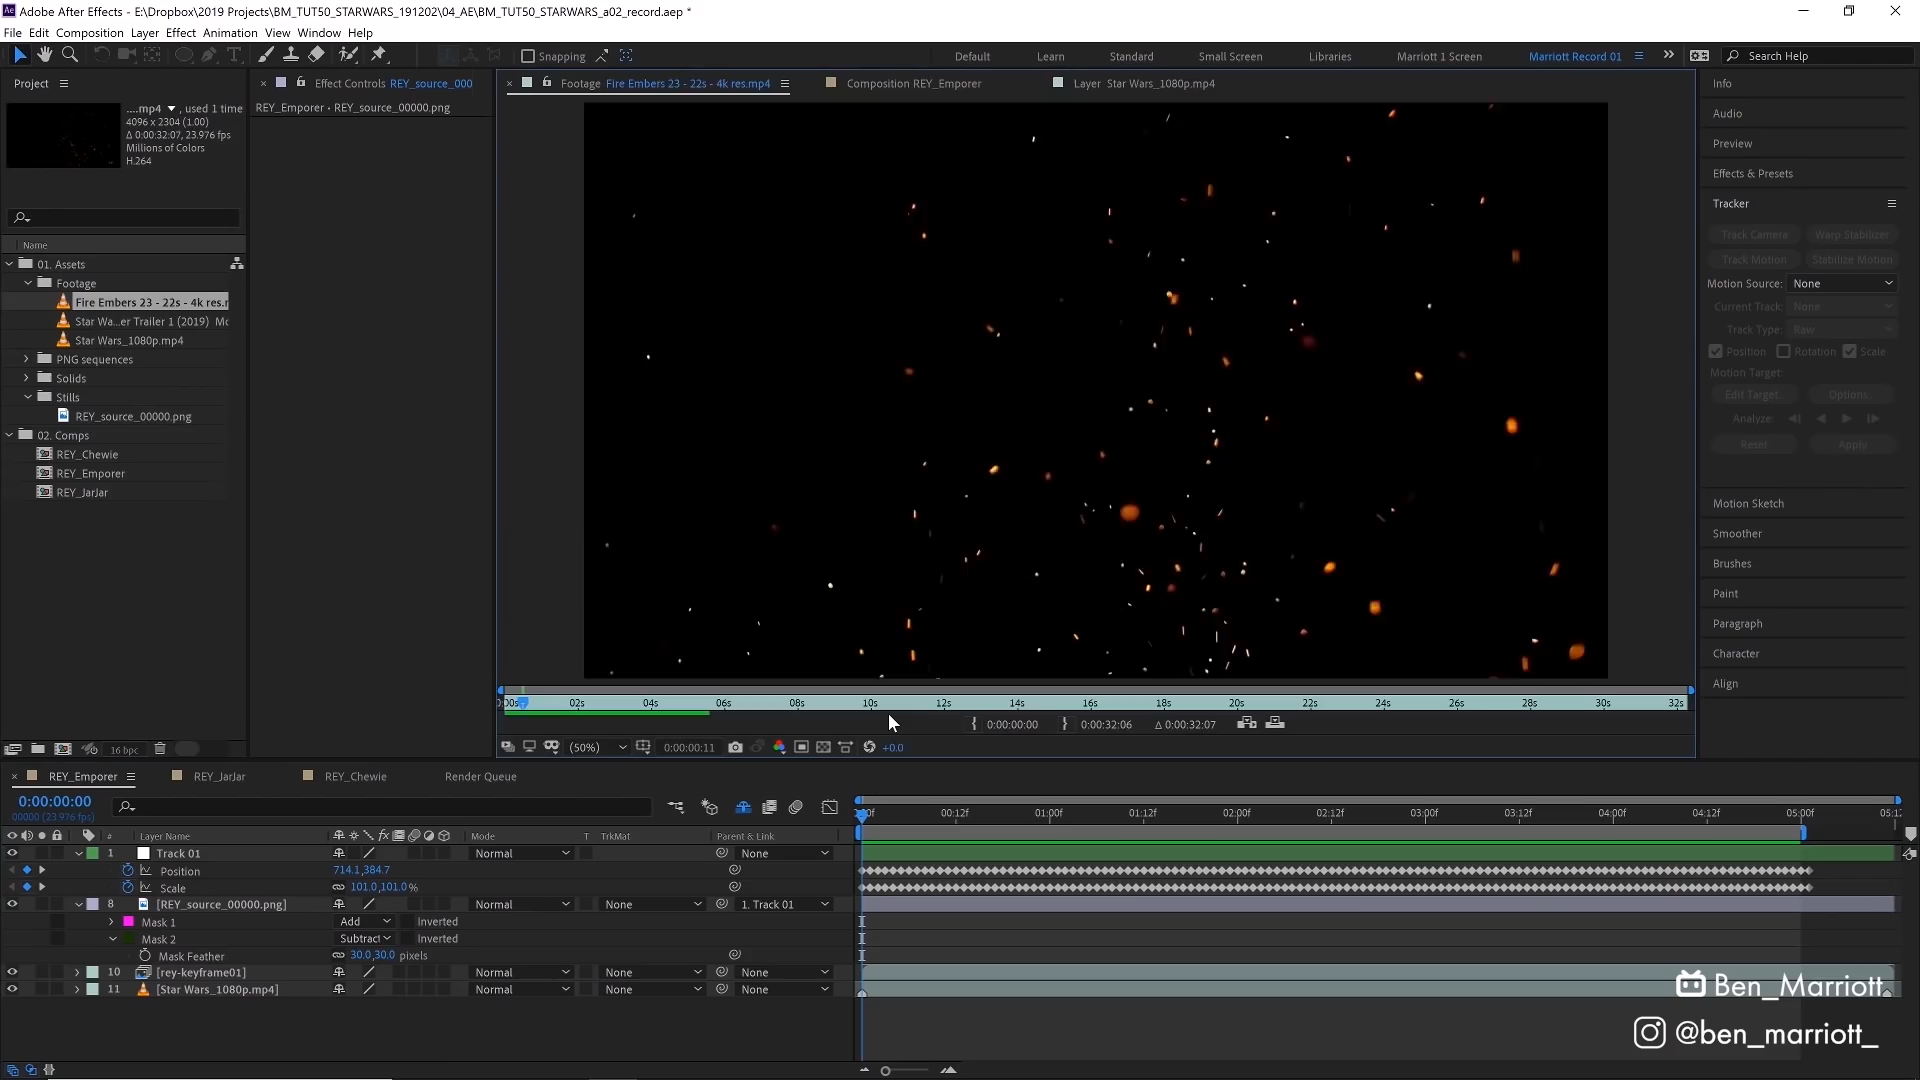 Adobe After Effects - E:\Dropbox\2019 Projects\BM_TUT50_STARWARS_191202\04_AE\BM_TUT50_STARWARS_a02_record.aep *
File Edit Composition Layer Effect Animation View Window Help
Snapping
Default Learn Standard Small Screen Libraries Marriott 1 Screen Marriott Record 01 Search Help
Project
....mp4 , used 1 time
4096 x 2304 (1.00)
Δ 0:00:32:07, 23.976 fps
Millions of Colors
H.264
Name
01. Assets
Footage
Fire Embers 23 - 22s - 4k res.r
Star Wa...er Trailer 1 (2019) Mc
Star Wars_1080p.mp4
PNG sequences
Solids
Stills
REY_source_00000.png
02. Comps
REY_Chewie
REY_Emporer
REY_JarJar
16 bpc
Effect Controls REY_source_000
REY_Emporer • REY_source_00000.png
Footage Fire Embers 23 - 22s - 4k res.mp4
Composition REY_Emporer
Layer Star Wars_1080p.mp4
02s 04s 06s 08s 10s 12s 14s 16s 18s 20s 22s 24s 26s 28s 30s 32s
0:00:00:00 0:00:32:06 Δ 0:00:32:07
(50%) 0:00:00:11 +0.0
Info
Audio
Preview
Effects & Presets
Tracker
Track Camera Warp Stabilizer
Track Motion Stabilize Motion
Motion Source: None
Current Track: None
Track Type: Raw
Position Rotation Scale
Motion Target:
Edit Target... Options...
Analyze:
Reset Apply
Motion Sketch
Smoother
Brushes
Paint
Paragraph
Character
Align
REY_Emporer REY_JarJar REY_Chewie Render Queue
0:00:00:00
00000 (23.976 fps)
# Layer Name Mode T TrkMat Parent & Link
00:12f 01:00f 01:12f 02:00f 02:12f 03:00f 03:12f 04:00f 04:12f 05:00f 05:12
1 Track 01 Normal None
Position 714.1,384.7
Scale 101.0,101.0 %
8 [REY_source_00000.png] Normal None 1. Track 01
Mask 1 Add Inverted
Mask 2 Subtract Inverted
Mask Feather 30.0,30.0 pixels
10 [rey-keyframe01] Normal None None
11 [Star Wars_1080p.mp4] Normal None None
Ben_Marriott
@ben_marriott_